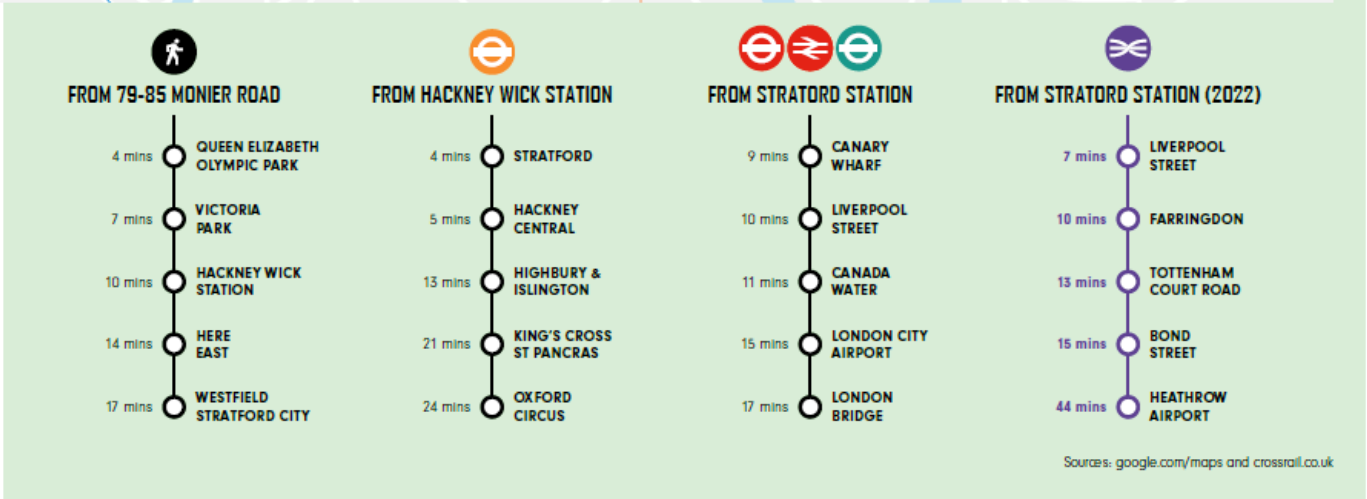 FROM 79-85 MONIER ROAD
4 mins
QUEEN ELIZABETH
OLYMPIC PARK
7 mins
VICTORIA
PARK
10 mins
HACKNEY WICK
STATION
14 mins
HERE
EAST
17 mins
WESTFIELD
STRATFORD CITY
FROM HACKNEY WICK STATION
4 mins
STRATFORD
5 mins
HACKNEY
CENTRAL
13 mins
HIGHBURY &
ISLINGTON
21 mins
KING'S CROSS
ST PANCRAS
24 mins
OXFORD
CIRCUS
FROM STRATORD STATION
9 mins
CANARY
WHARF
10 mins
LIVERPOOL
STREET
11 mins
CANADA
WATER
15 mins
LONDON CITY
AIRPORT
17 mins
LONDON
BRIDGE
FROM STRATORD STATION (2022)
7 mins
LIVERPOOL
STREET
10 mins
FARRINGDON
13 mins
TOTTENHAM
COURT ROAD
15 mins
BOND
STREET
44 mins
HEATHROW
AIRPORT
Sources: google.com/maps and crossrail.co.uk